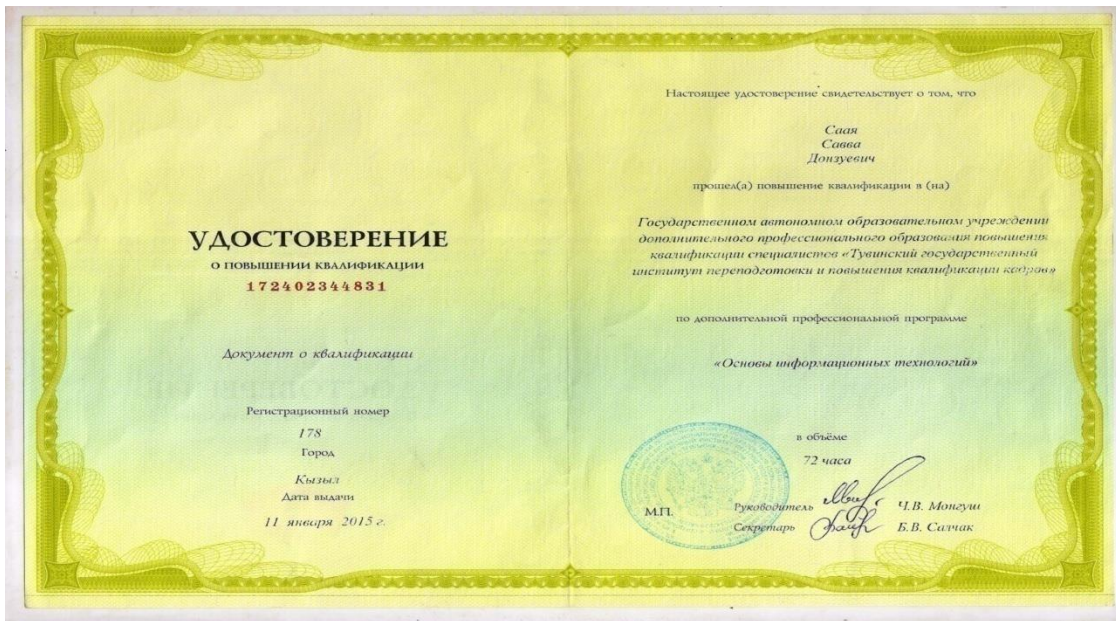 УДОСТОВЕРЕНИЕ
О ПОВЫШЕНИИ КВАЛИФИКАЦИИ
172402344831
Документ о квалификации
Регистрационный номер
178
Город
Кызыл
Дата выдачи
11 января 2015 г.
Настоящее удостоверение свидетельствует о том, что
Саая
Савва
Донзуевич
прошел(а) повышение квалификации в (на)
Государственном автономном образовательном учреждении
дополнительного профессионального образования повышения
квалификации специалистов «Тувинский государственный
институт переподготовки и повышения квалификации кадров»
по дополнительной профессиональной программе
«Основы информационных технологий»
в объёме
72 часа
М.П.
Руководитель Ч.В. Монгуш
Секретарь Б.В. Салчак